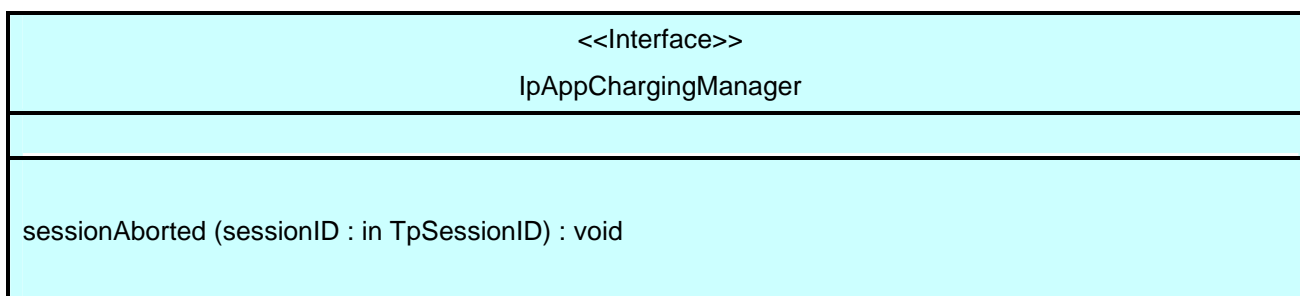 <<Interface>>
IpAppChargingManager
sessionAborted (sessionID : in TpSessionID) : void